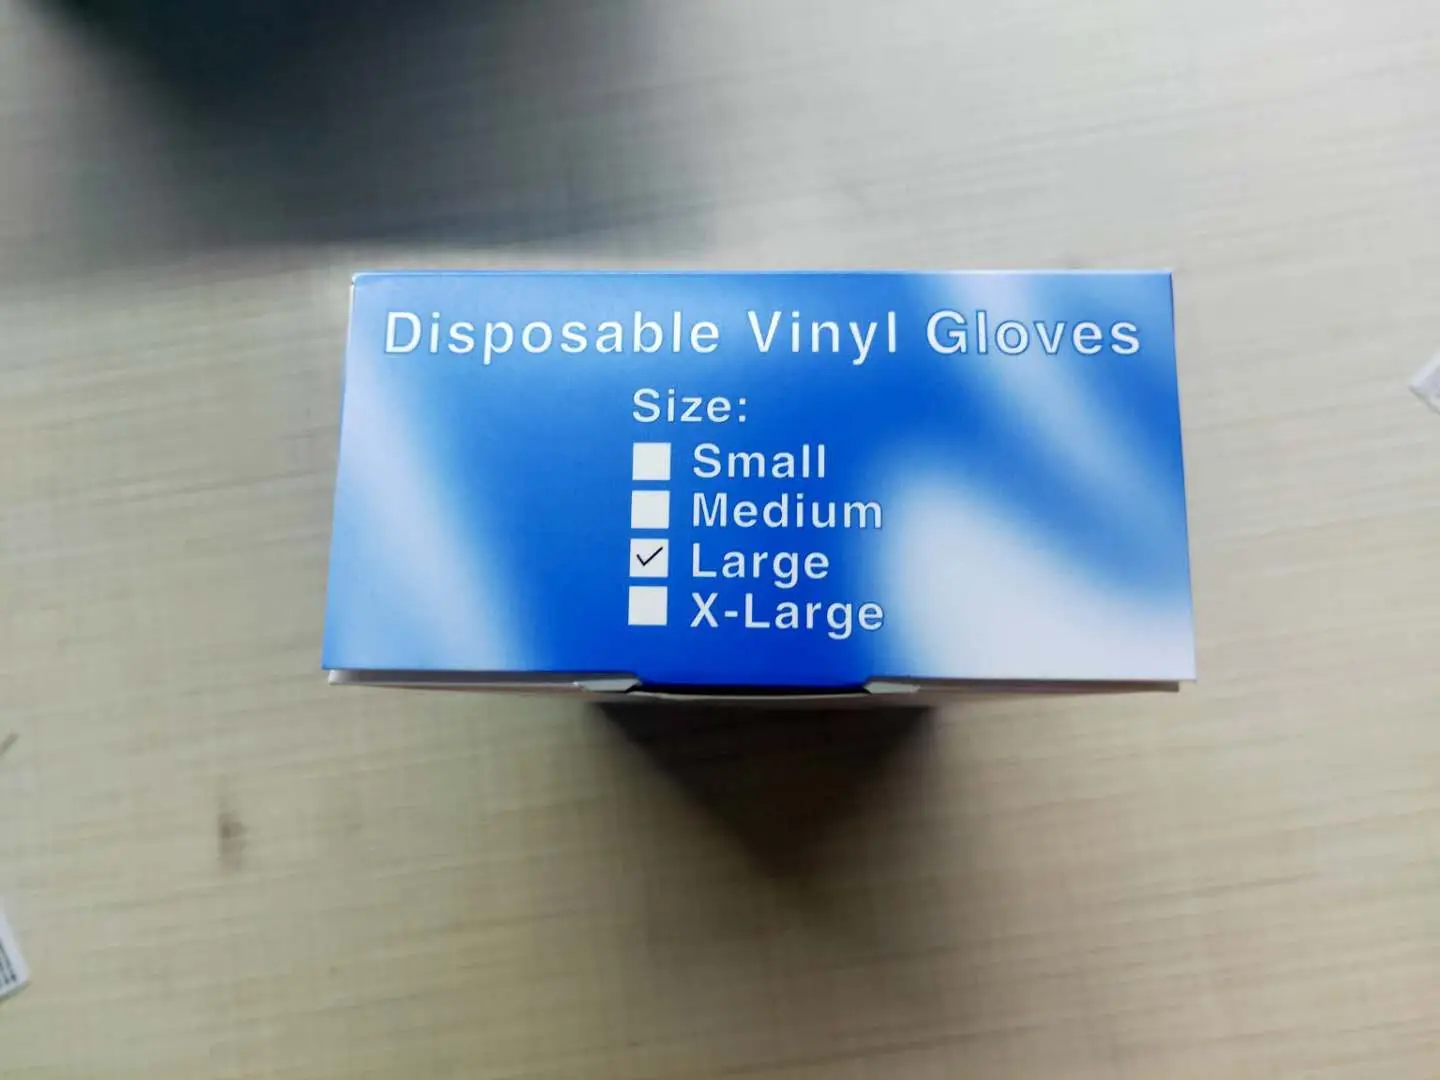 Disposable Vinyl Gloves
Size:
Small
Medium
Large
X-Large